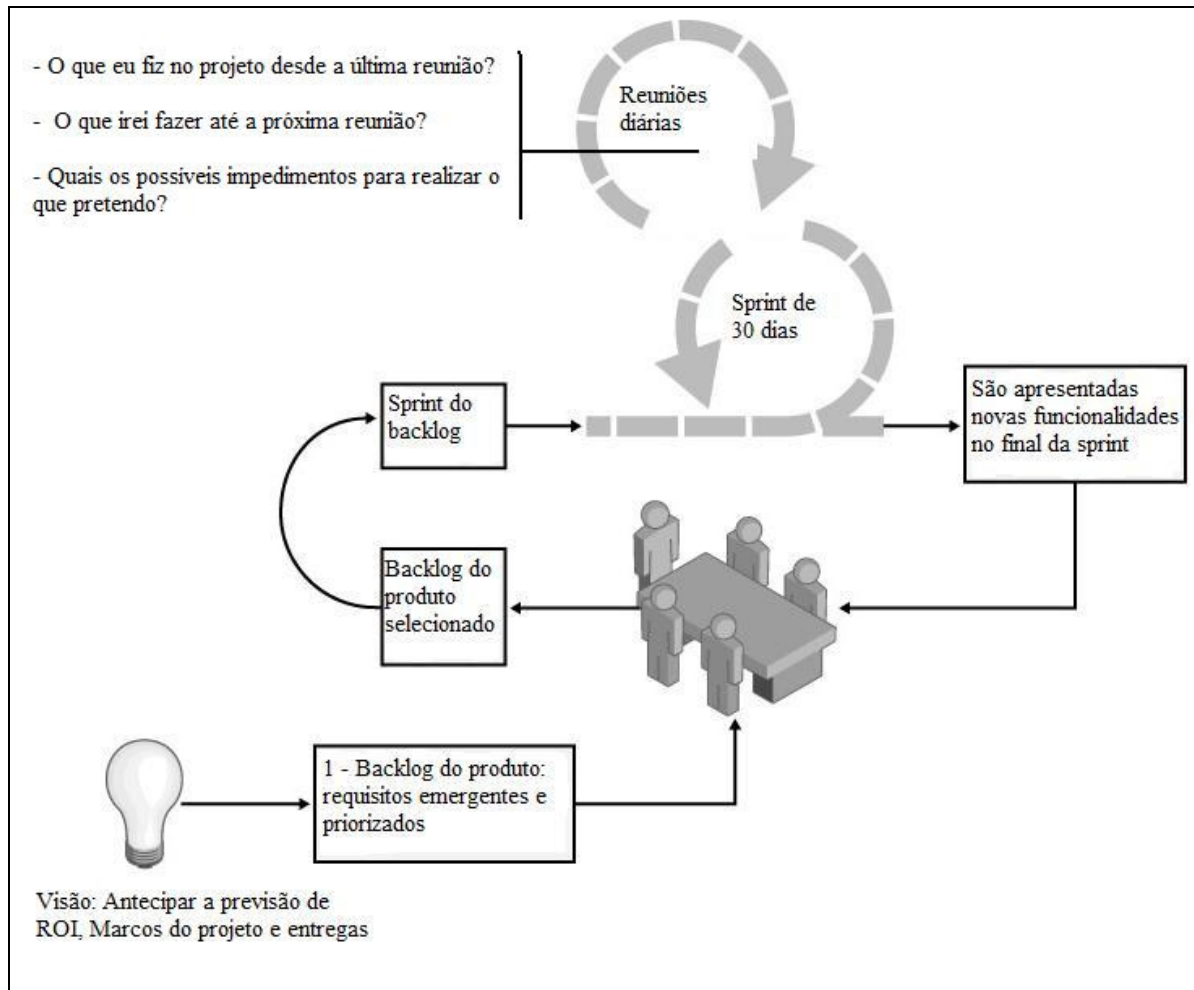 - O que eu fiz no projeto desde a última reunião?
- O que irei fazer até a próxima reunião?
- Quais os possíveis impedimentos para realizar o
que pretendo?
Reuniões
diárias
Sprint de
30 dias
Sprint do
backlog
São apresentadas
novas funcionalidades
no final da sprint
Backlog do
produto
selecionado
1 - Backlog do produto:
requisitos emergentes e
priorizados
Visão: Antecipar a previsão de
ROI, Marcos do projeto e entregas